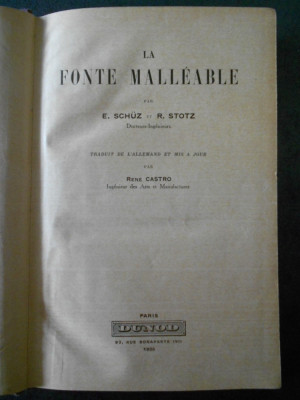 LA
FONTE MALLÉABLE
PAR
E. SCHÜZ ET R. STOTZ
Docteurs-Ingénieurs
TRADUIT DE L'ALLEMAND ET MIS A JOUR
PAR
RENÉ CASTRO
Ingénieur des Arts et Manufactures
PARIS
DUNOD
92, RUE BONAPARTE (VI)